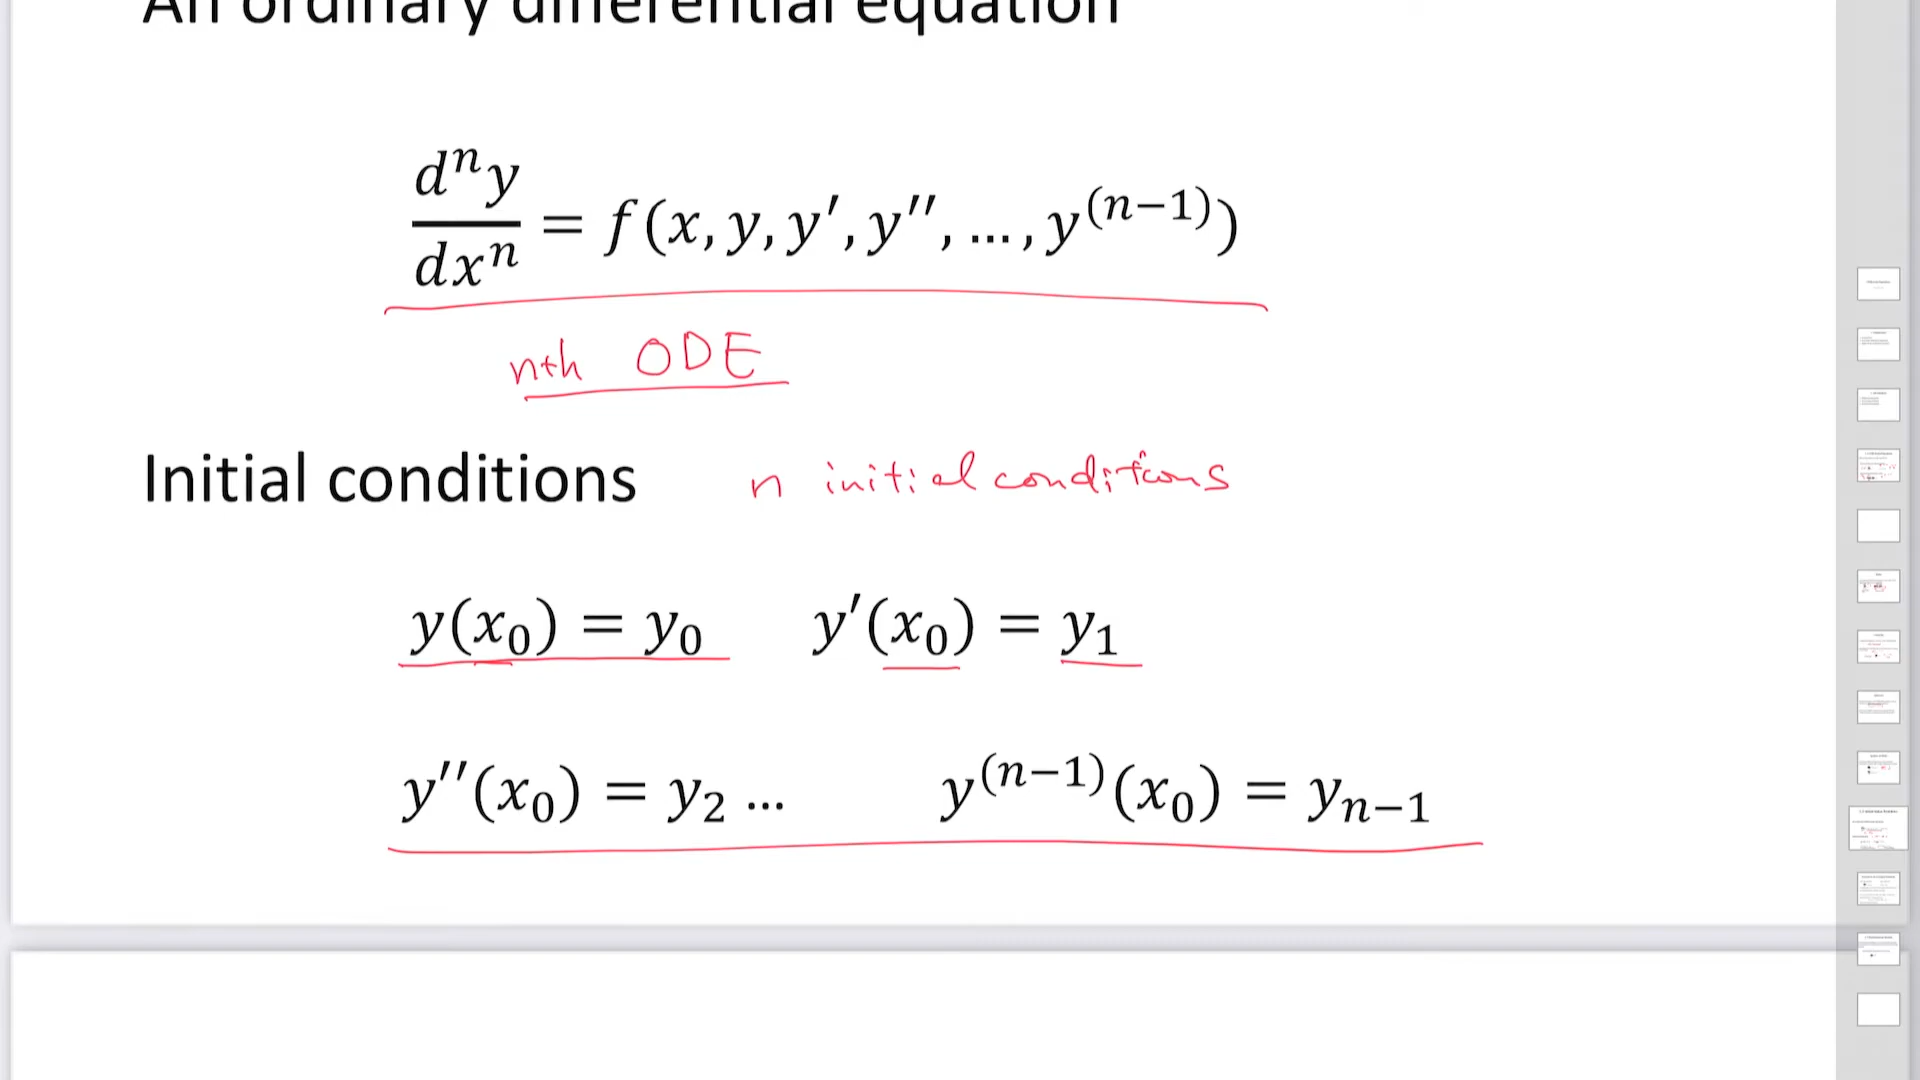 An ordinary differential equation
dⁿy/dxⁿ = f(x, y, y′, y″, …, y⁽ⁿ⁻¹⁾)
nth ODE
Initial conditions n initial conditions
y(x₀) = y₀ y′(x₀) = y₁
y″(x₀) = y₂ … y⁽ⁿ⁻¹⁾(x₀) = yₙ₋₁